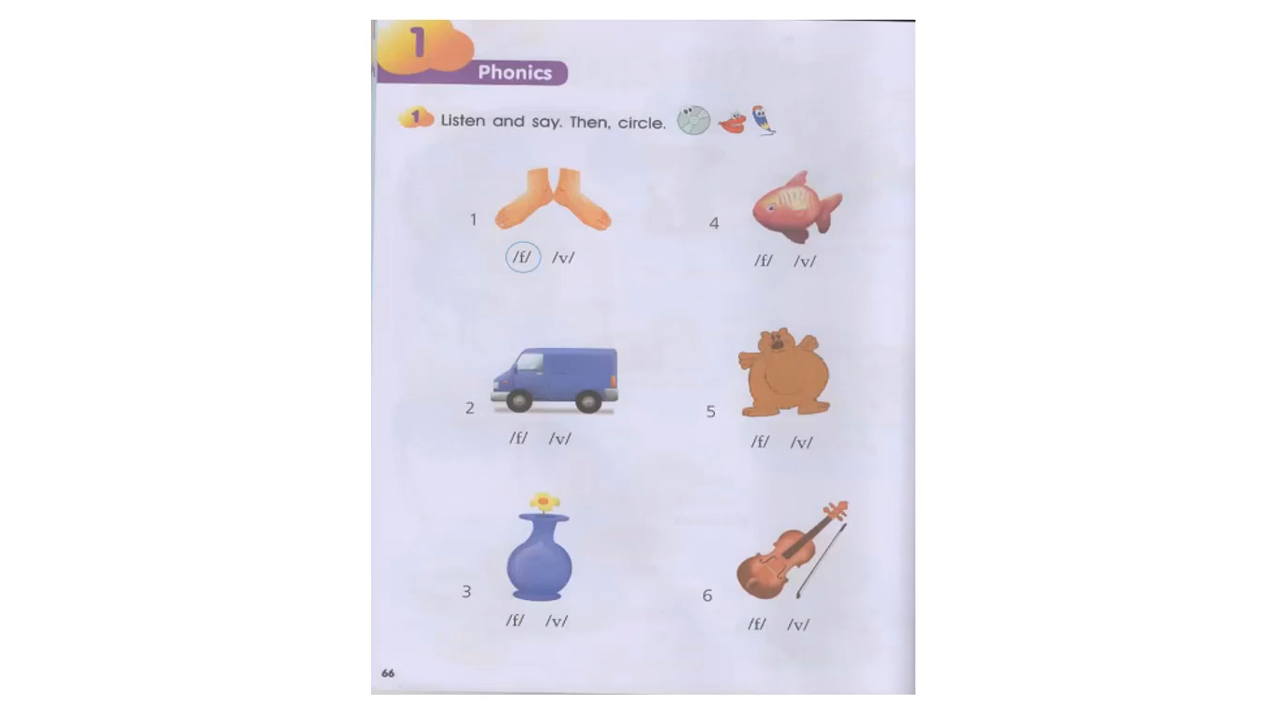 1
Phonics
1 Listen and say. Then, circle.
1
/f/ /v/
2
/f/ /v/
3
/f/ /v/
4
/f/ /v/
5
/f/ /v/
6
/f/ /v/
66